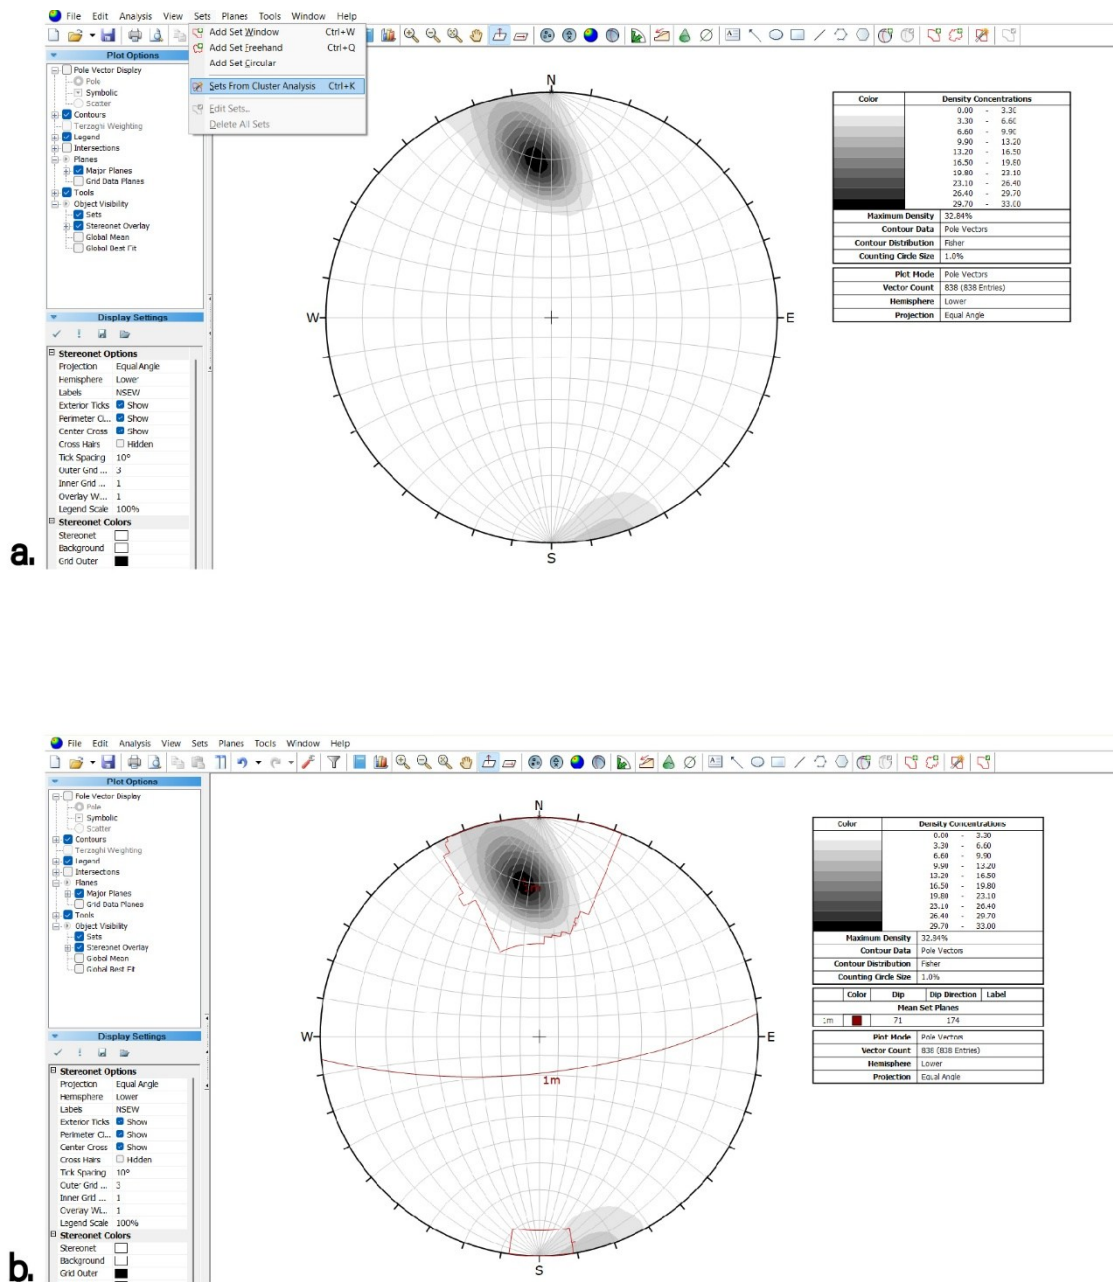 File Edit Analysis View Sets Planes Tools Window Help
Add Set Window Ctrl+W
Add Set Freehand Ctrl+Q
Add Set Circular
Sets From Cluster Analysis Ctrl+K
Edit Sets...
Delete All Sets
Plot Options
Pole Vector Display
Pole
Symbolic
Scatter
Contours
Terzaghi Weighting
Legend
Intersections
Planes
Major Planes
Grid Data Planes
Tools
Object Visibility
Sets
Stereonet Overlay
Global Mean
Global Best Fit
Display Settings
Stereonet Options
Projection Equal Angle
Hemisphere Lower
Labels NSEW
Exterior Ticks Show
Perimeter Ci... Show
Center Cross Show
Cross Hairs Hidden
Tick Spacing 10°
Outer Grid ... 3
Inner Grid ... 1
Overlay W... 1
Legend Scale 100%
Stereonet Colors
Stereonet
Background
Grid Outer
N
W
E
S
Color Density Concentrations
0.00 - 3.30
3.30 - 6.60
6.60 - 9.90
9.90 - 13.20
13.20 - 16.50
16.50 - 19.80
19.80 - 23.10
23.10 - 26.40
26.40 - 29.70
29.70 - 33.00
Maximum Density 32.84%
Contour Data Pole Vectors
Contour Distribution Fisher
Counting Circle Size 1.0%
Plot Mode Pole Vectors
Vector Count 838 (838 Entries)
Hemisphere Lower
Projection Equal Angle
a.
File Edit Analysis View Sets Planes Tools Window Help
Plot Options
Pole Vector Display
Pole
Symbolic
Scatter
Contours
Terzaghi Weighting
Legend
Intersections
Planes
Major Planes
Grid Data Planes
Tools
Object Visibility
Sets
Stereonet Overlay
Global Mean
Global Best Fit
Display Settings
Stereonet Options
Projection Equal Angle
Hemisphere Lower
Labels NSEW
Exterior Ticks Show
Perimeter Ci... Show
Center Cross Show
Cross Hairs Hidden
Tick Spacing 10°
Outer Grid ... 3
Inner Grid ... 1
Overlay Wi... 1
Legend Scale 100%
Stereonet Colors
Stereonet
Background
Grid Outer
N
W
E
1m
S
Color Density Concentrations
0.00 - 3.30
3.30 - 6.60
6.60 - 9.90
9.90 - 13.20
13.20 - 16.50
16.50 - 19.80
19.80 - 23.10
23.10 - 26.40
26.40 - 29.70
29.70 - 33.00
Maximum Density 32.84%
Contour Data Pole Vectors
Contour Distribution Fisher
Counting Circle Size 1.0%
Color Dip Dip Direction Label
Mean Set Planes
1m 71 174
Plot Mode Pole Vectors
Vector Count 838 (838 Entries)
Hemisphere Lower
Projection Equal Angle
b.